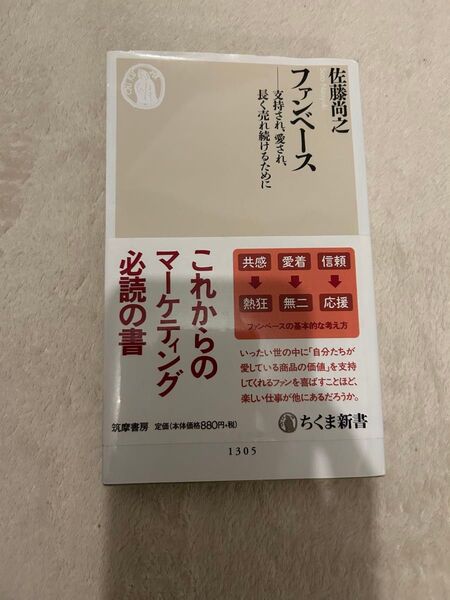 佐藤尚之
ファンベース
――支持され、愛され、
長く売れ続けるために
これからの
マーケティング
必読の書
共感 愛着 信頼
熱狂 無二 応援
ファンベースの基本的な考え方
いったい世の中に「自分たちが
愛している商品の価値」を支持
してくれるファンを喜ばすことほど、
楽しい仕事が他にあるだろうか。
筑摩書房 定価（本体価格880円+税）
ちくま新書
1305